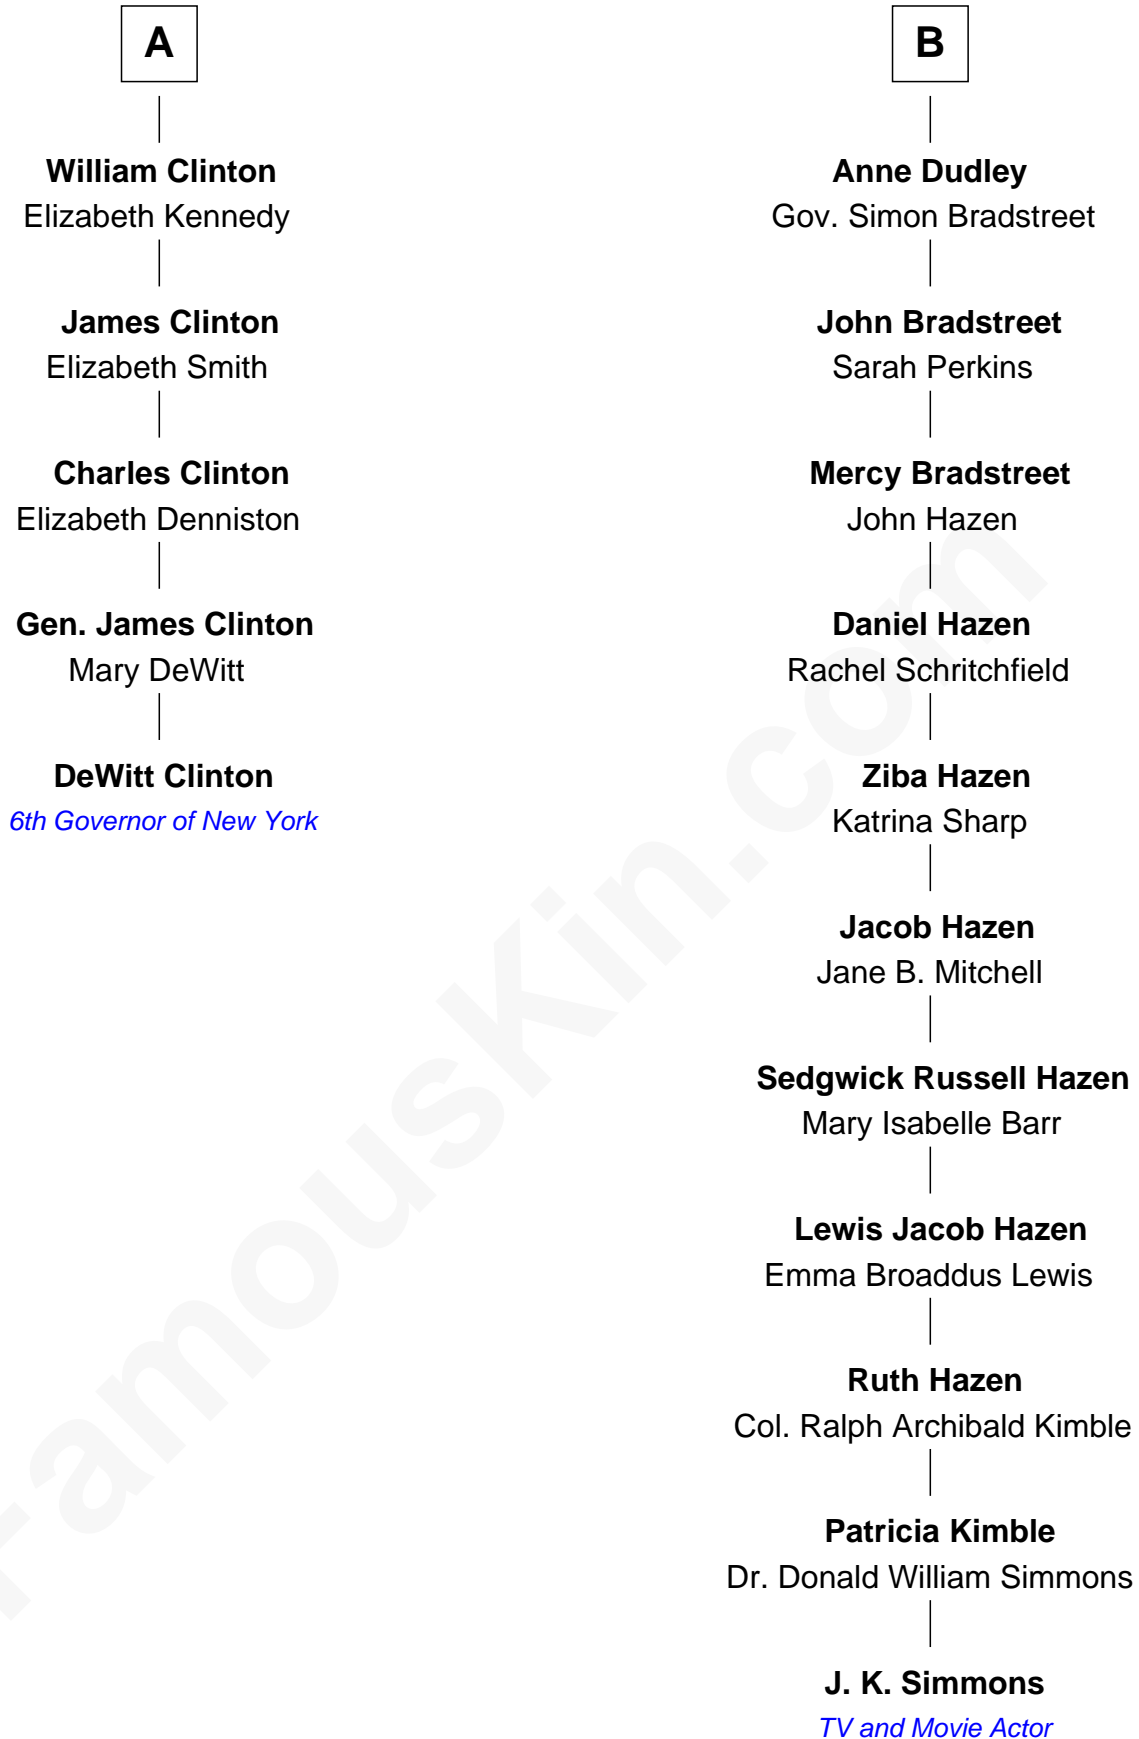 A
William Clinton
Elizabeth Kennedy
James Clinton
Elizabeth Smith
Charles Clinton
Elizabeth Denniston
Gen. James Clinton
Mary DeWitt
DeWitt Clinton
6th Governor of New York
B
Anne Dudley
Gov. Simon Bradstreet
John Bradstreet
Sarah Perkins
Mercy Bradstreet
John Hazen
Daniel Hazen
Rachel Schritchfield
Ziba Hazen
Katrina Sharp
Jacob Hazen
Jane B. Mitchell
Sedgwick Russell Hazen
Mary Isabelle Barr
Lewis Jacob Hazen
Emma Broaddus Lewis
Ruth Hazen
Col. Ralph Archibald Kimble
Patricia Kimble
Dr. Donald William Simmons
J. K. Simmons
TV and Movie Actor
FamousKin.com